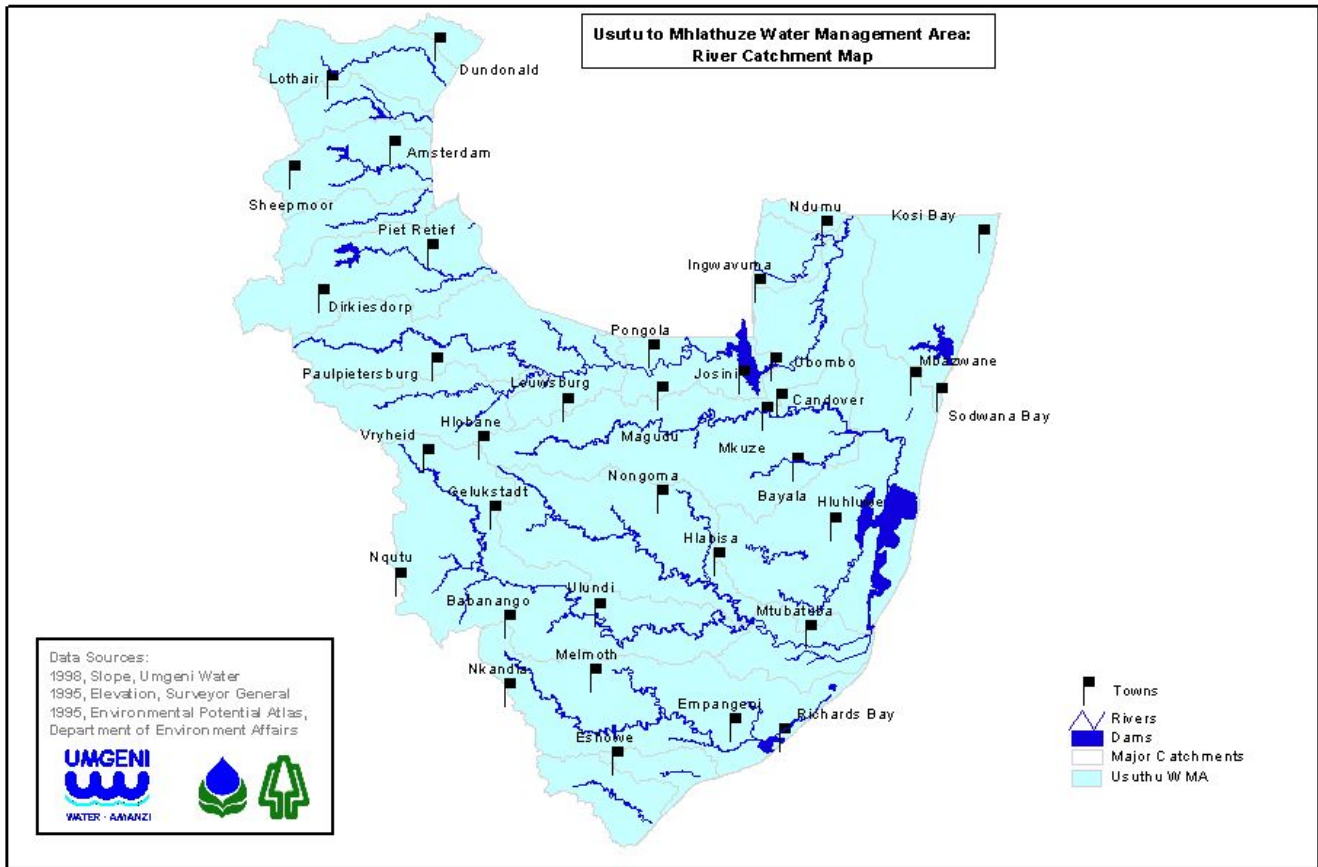 Usutu to Mhlathuze Water Management Area:
River Catchment Map
Dundonald
Lothair
Amsterdam
Sheepmoor
Piet Retief
Ndumu
Kosi Bay
Ingwavuma
Dirkiesdorp
Pongola
Ubombo
Mbazwane
Paulpietersburg
Louwsburg
Josini
Candover
Sodwana Bay
Hlobane
Magudu
Vryheid
Mkuze
Nongoma
Bayala
Gelukstadt
Hluhluwe
Hlabisa
Nqutu
Ulundi
Babanango
Mtubatuba
Melmoth
Nkandla
Empangeni
Richards Bay
Eshowe
Data Sources:
1998, Slope, Umgeni Water
1995, Elevation, Surveyor General
1995, Environmental Potential Atlas,
Department of Environment Affairs
UMGENI
WATER - AMANZI
Towns
Rivers
Dams
Major Catchments
Usuthu WMA